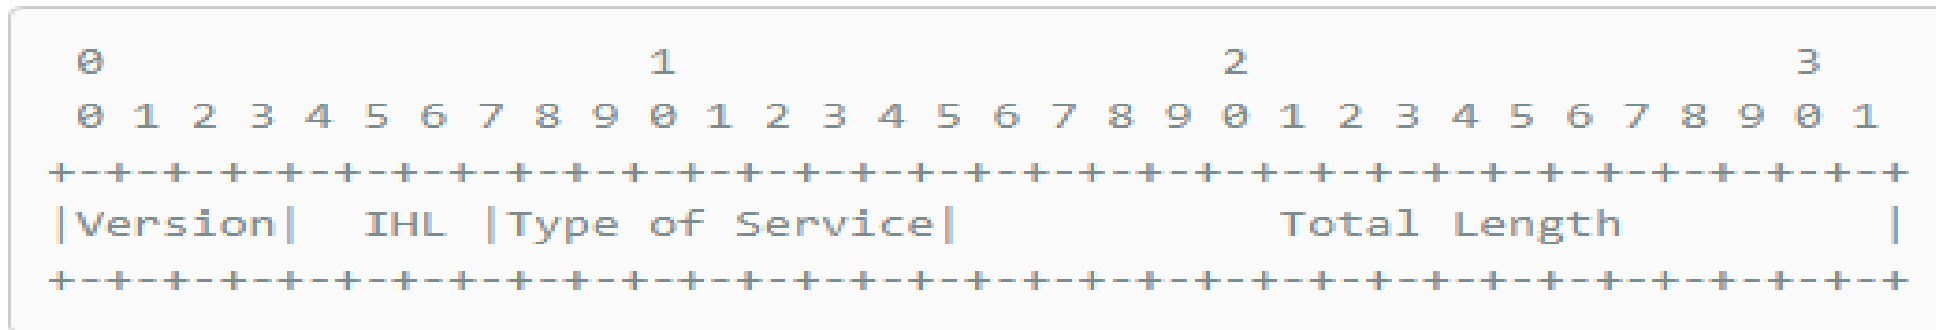 0                   1                   2                   3
 0 1 2 3 4 5 6 7 8 9 0 1 2 3 4 5 6 7 8 9 0 1 2 3 4 5 6 7 8 9 0 1
+-+-+-+-+-+-+-+-+-+-+-+-+-+-+-+-+-+-+-+-+-+-+-+-+-+-+-+-+-+-+-+-+
|Version|  IHL |Type of Service|           Total Length         |
+-+-+-+-+-+-+-+-+-+-+-+-+-+-+-+-+-+-+-+-+-+-+-+-+-+-+-+-+-+-+-+-+